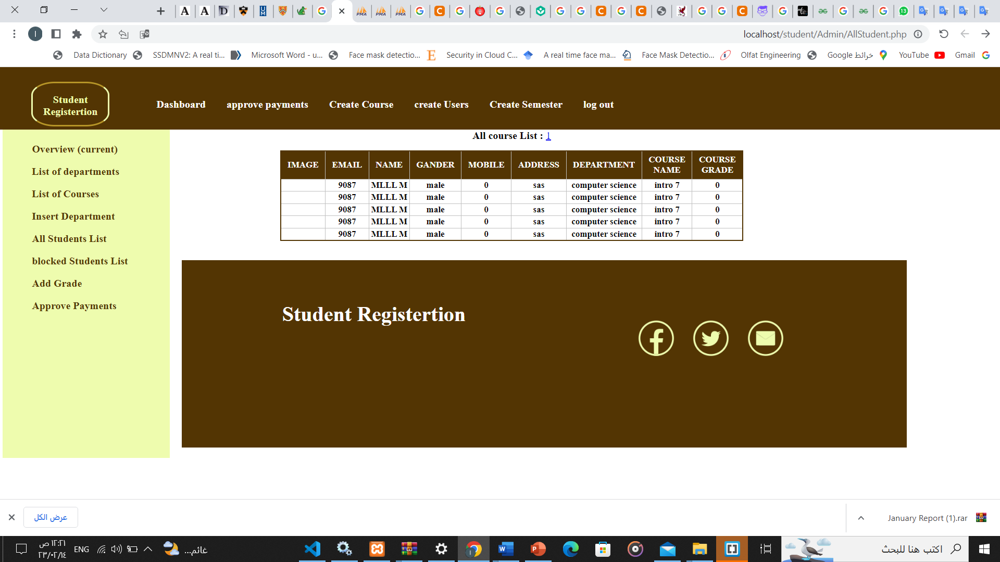 localhost/student/Admin/AllStudent.php
Data Dictionary
SSDMNV2: A real ti...
Microsoft Word - u...
Face mask detectio...
Security in Cloud C...
A real time face ma...
Face Mask Detectio...
Olfat Engineering
Google خرائط
YouTube
Gmail
Student
Registertion
Dashboard
approve payments
Create Course
create Users
Create Semester
log out
Overview (current)
List of departments
List of Courses
Insert Department
All Students List
blocked Students List
Add Grade
Approve Payments
All course List : 1
IMAGE EMAIL NAME GANDER MOBILE ADDRESS DEPARTMENT COURSE NAME COURSE GRADE
9087 MLLL M male 0 sas computer science intro 7 0
9087 MLLL M male 0 sas computer science intro 7 0
9087 MLLL M male 0 sas computer science intro 7 0
9087 MLLL M male 0 sas computer science intro 7 0
9087 MLLL M male 0 sas computer science intro 7 0
Student Registertion
عرض الكل
January Report (1).rar
١٢:٢١ ص
٢٣/٠٢/١٤
ENG
غائم...
اكتب هنا للبحث